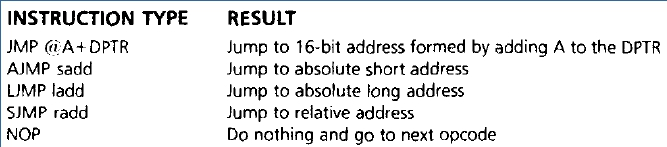 INSTRUCTION TYPE RESULT
JMP @A+DPTR Jump to 16-bit address formed by adding A to the DPTR
AJMP sadd Jump to absolute short address
LJMP ladd Jump to absolute long address
SJMP radd Jump to relative address
NOP Do nothing and go to next opcode